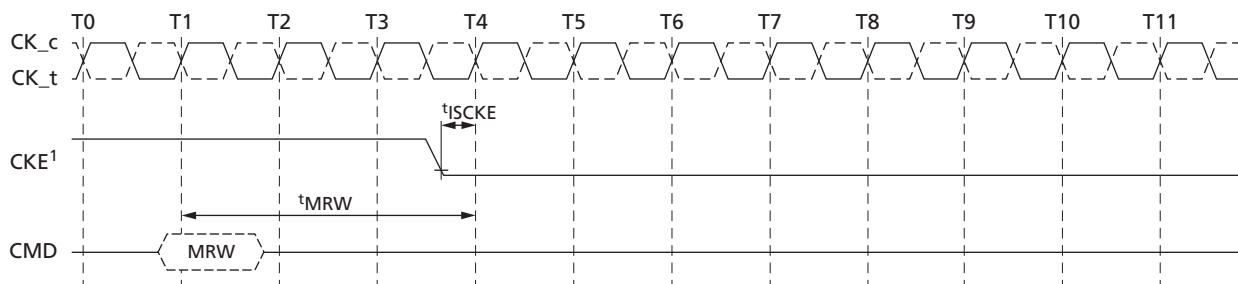 T0 T1 T2 T3 T4 T5 T6 T7 T8 T9 T10 T11
CK_c
CK_t
tISCKE
CKE1
tMRW
CMD MRW